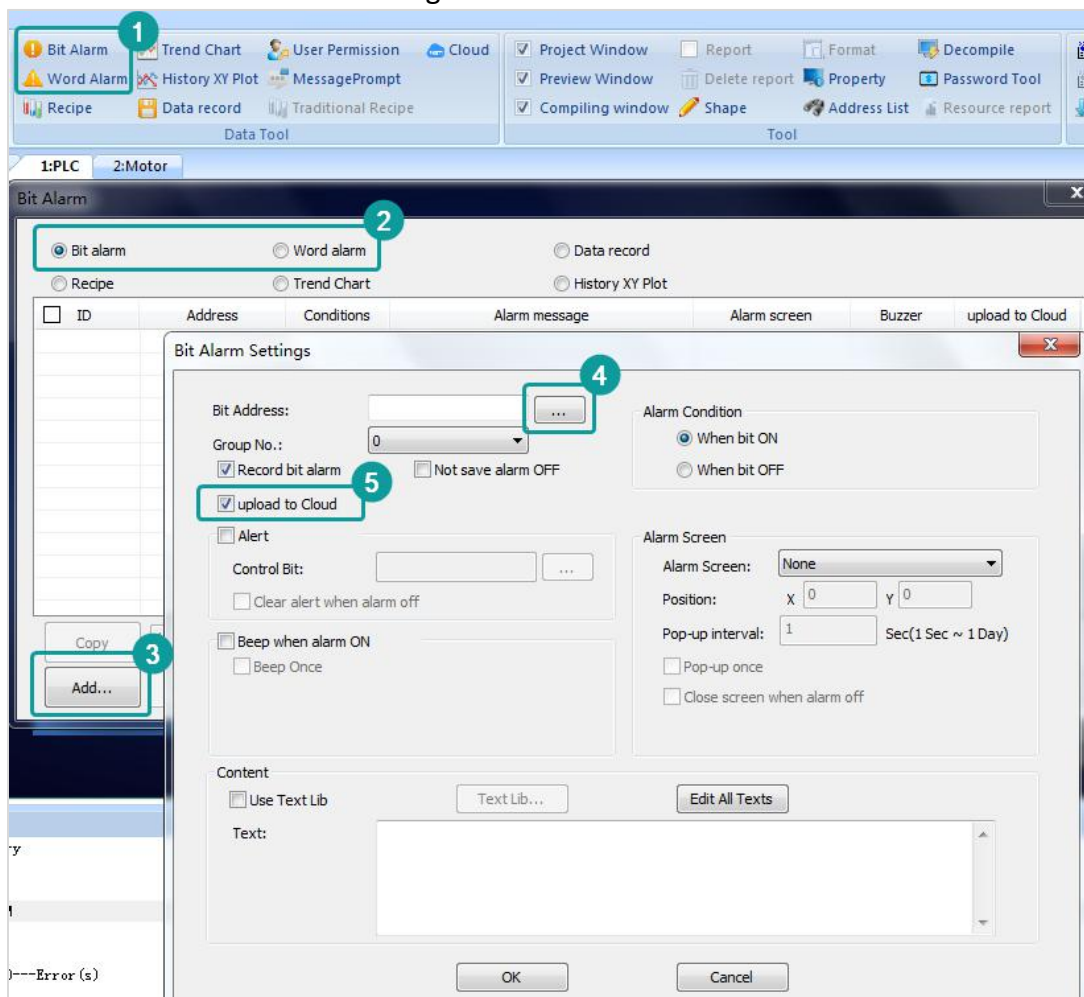 1
Bit Alarm Trend Chart User Permission Cloud Project Window Report Format Decompile
Word Alarm History XY Plot MessagePrompt Preview Window Delete report Property Password Tool
Recipe Data record Traditional Recipe Compiling window Shape Address List Resource report
Data Tool Tool
1:PLC 2:Motor
Bit Alarm
2
Bit alarm Word alarm Data record
Recipe Trend Chart History XY Plot
ID Address Conditions Alarm message Alarm screen Buzzer upload to Cloud
Bit Alarm Settings
4
Bit Address: ... Alarm Condition
Group No.: 0 When bit ON
Record bit alarm Not save alarm OFF When bit OFF
5
upload to Cloud
Alert Alarm Screen
Control Bit: ... Alarm Screen: None
Clear alert when alarm off Position: X 0 Y 0
Copy Beep when alarm ON Pop-up interval: 1 Sec(1 Sec ~ 1 Day)
3
Beep Once Pop-up once
Add... Close screen when alarm off
Content
Use Text Lib Text Lib... Edit All Texts
Text:
)---Error(s)
OK Cancel